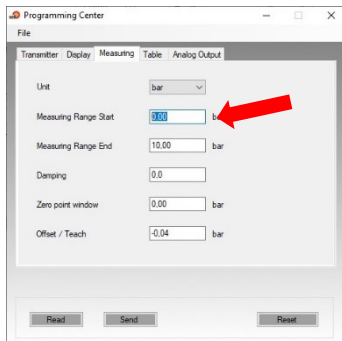 Programming Center
File
Transmitter Display Measuring Table Analog Output
Unit bar
Measuring Range Start 0,00
Measuring Range End 10,00 bar
Damping 0,0
Zero point window 0,00 bar
Offset / Teach -0,04 bar
Read Send Reset